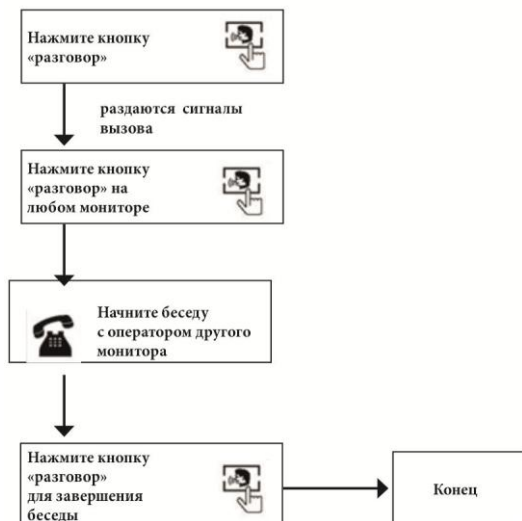 Нажмите кнопку
«разговор»
раздаются сигналы
вызова
Нажмите кнопку
«разговор» на
любом мониторе
Начните беседу
с оператором другого
монитора
Нажмите кнопку
«разговор»
для завершения
беседы
Конец